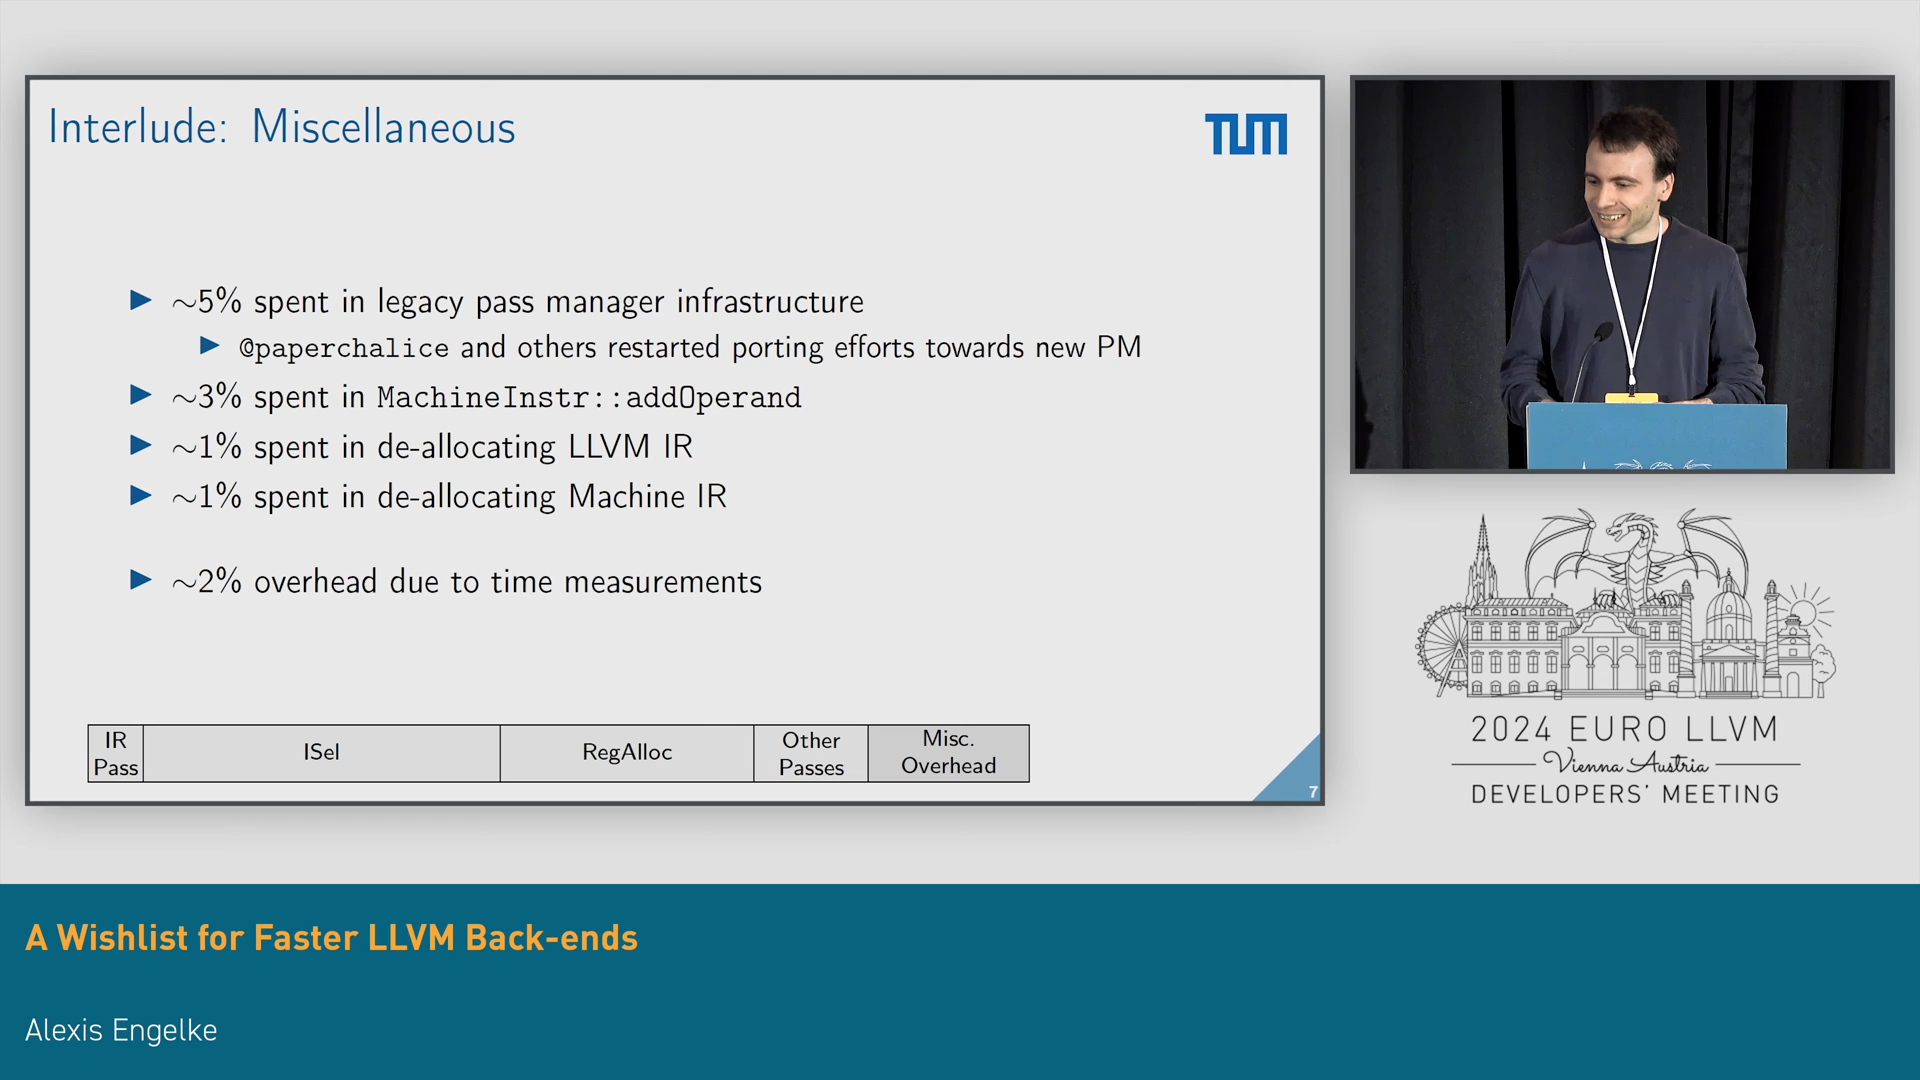 Interlude: Miscellaneous
TUM
~5% spent in legacy pass manager infrastructure
@paperchalice and others restarted porting efforts towards new PM
~3% spent in MachineInstr::addOperand
~1% spent in de-allocating LLVM IR
~1% spent in de-allocating Machine IR
~2% overhead due to time measurements
IR
Pass
ISel
RegAlloc
Other
Passes
Misc.
Overhead
7
2024 EURO LLVM
Vienna Austria
DEVELOPERS' MEETING
A Wishlist for Faster LLVM Back-ends
Alexis Engelke